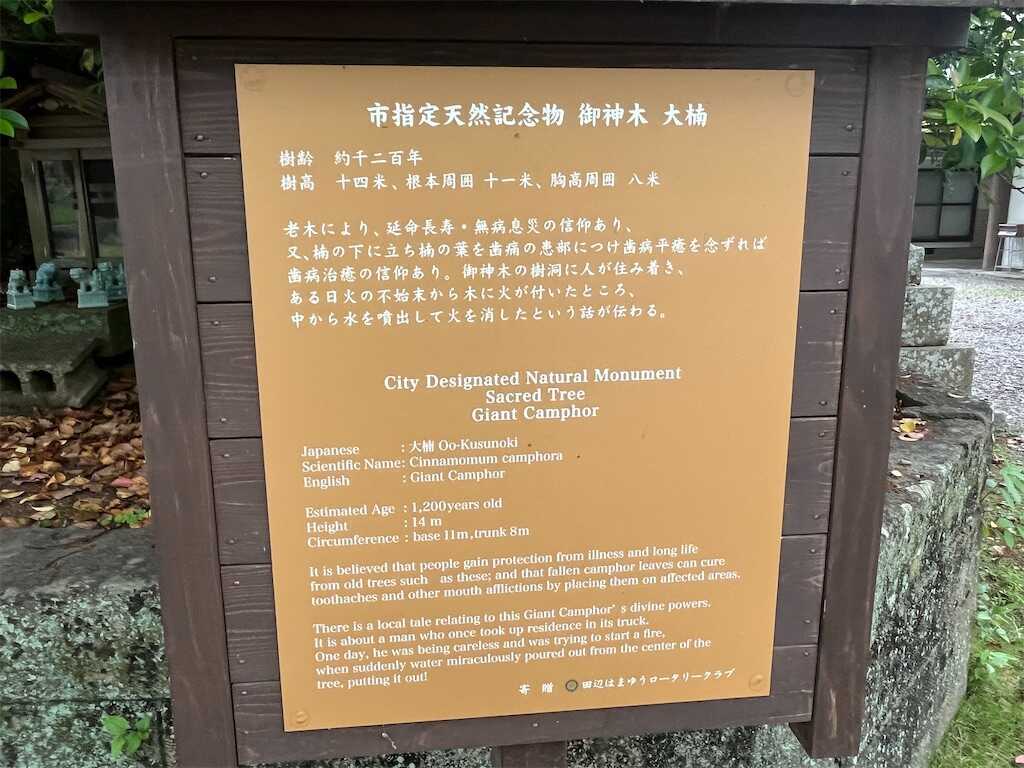 市指定天然記念物 御神木 大楠
樹齢 約千二百年
樹高 十四米、根本周囲 十一米、胸高周囲 八米
老木により、延命長寿・無病息災の信仰あり、
又、楠の下に立ち楠の葉を歯痛の患部につけ歯病平癒を念ずれば
歯病治癒の信仰あり。御神木の樹洞に人が住み着き、
ある日火の不始末から木に火が付いたところ、
中から水を噴出して火を消したという話が伝わる。
City Designated Natural Monument
Sacred Tree
Giant Camphor
Japanese : 大楠 Oo-Kusunoki
Scientific Name: Cinnamomum camphora
English : Giant Camphor
Estimated Age : 1,200years old
Height : 14 m
Circumference : base 11m,trunk 8m
It is believed that people gain protection from illness and long life
from old trees such as these; and that fallen camphor leaves can cure
toothaches and other mouth afflictions by placing them on affected areas.
There is a local tale relating to this Giant Camphor’s divine powers.
It is about a man who once took up residence in its truck.
One day, he was being careless and was trying to start a fire,
when suddenly water miraculously poured out from the center of the
tree, putting it out!
寄 贈 田辺はまゆうロータリークラブ